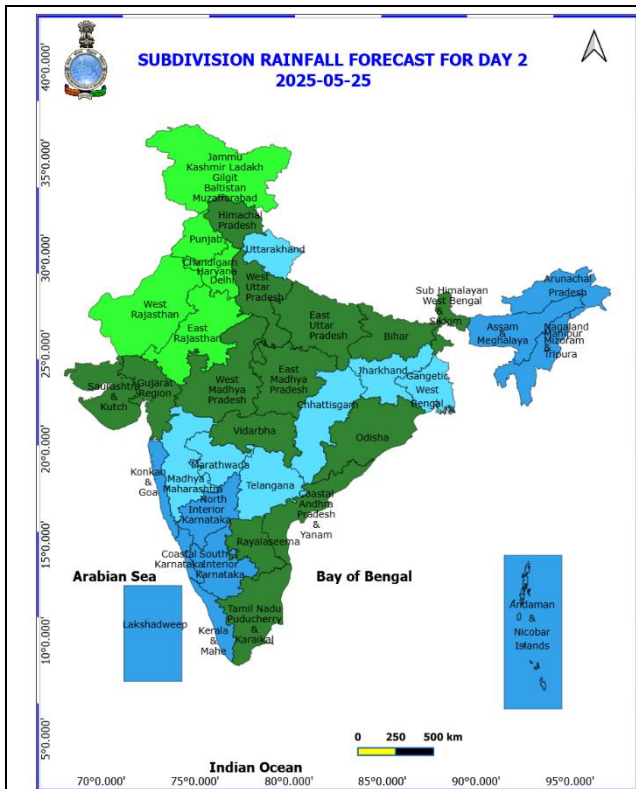 SUBDIVISION RAINFALL FORECAST FOR DAY 2
2025-05-25
40°0.000'
35°0.000'
30°0.000'
25°0.000'
20°0.000'
15°0.000'
10°0.000'
5°0.000'
Jammu
Kashmir Ladakh
Gilgit
Baltistan
Muzaffarabad
Himachal
Pradesh
Punjab
Uttarakhand
Chandigarh
Haryana
Delhi
West
Uttar
Pradesh
Arunachal
Pradesh
Sub Himalayan
West Bengal
&
Sikkim
West
Rajasthan
East
Rajasthan
East
Uttar
Pradesh
Bihar
Assam
&
Meghalaya
Nagaland
Manipur
Mizoram
&
Tripura
Saurashtra
&
Kutch
Gujarat
Region
West
Madhya
Pradesh
East
Madhya
Pradesh
Jharkhand
Gangetic
West
Bengal
Chhattisgarh
Vidarbha
Odisha
Konkan
&
Goa
Madhya
Maharashtra
Marathwada
Telangana
North
Interior
Karnataka
Coastal
Andhra
Pradesh
&
Yanam
Rayalaseema
Coastal
Karnataka
South
Interior
Karnataka
Arabian Sea
Bay of Bengal
Lakshadweep
Kerala
&
Mahe
Tamil Nadu
Puducherry
&
Karaikal
Andaman
&
Nicobar
Islands
0 250 500 km
Indian Ocean
70°0.000' 75°0.000' 80°0.000' 85°0.000' 90°0.000' 95°0.000'